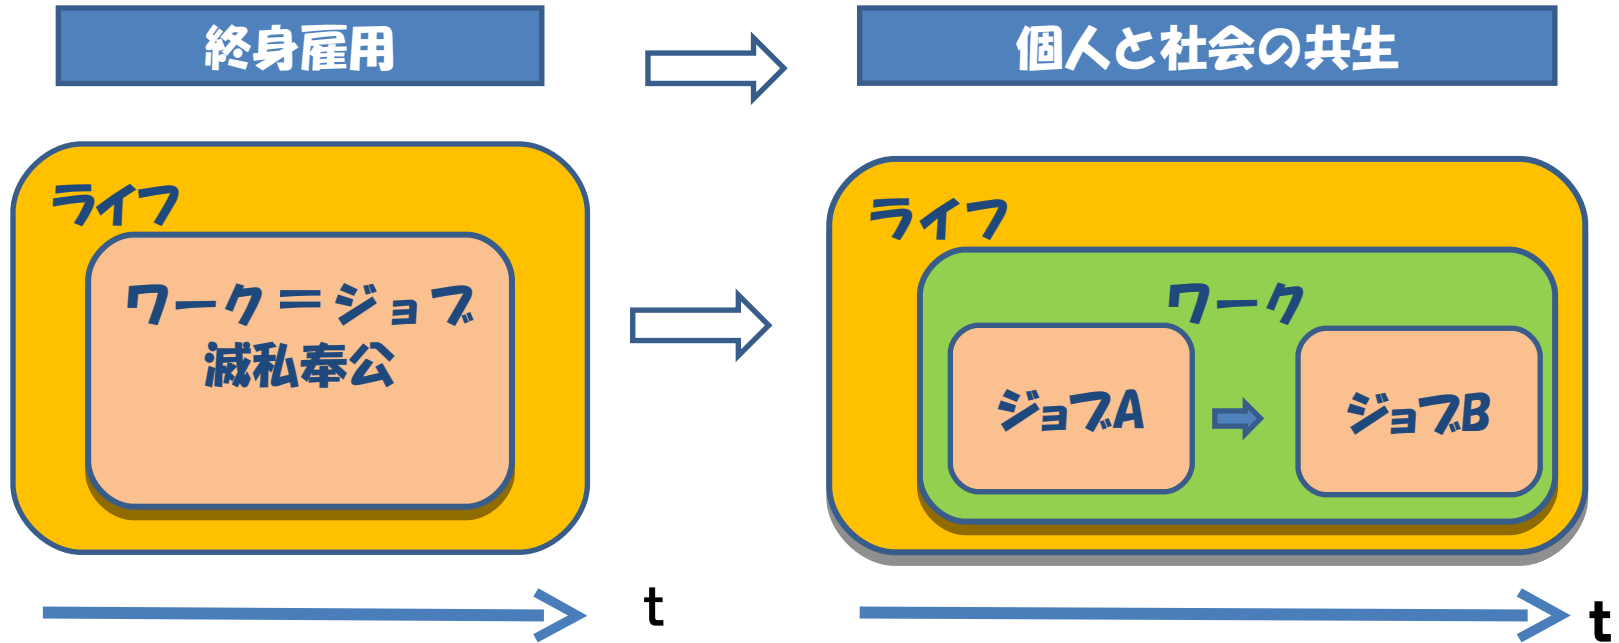 終身雇用
個人と社会の共生
ライフ
ワーク＝ジョブ
滅私奉公
ライフ
ワーク
ジョブA
ジョブB
t
t